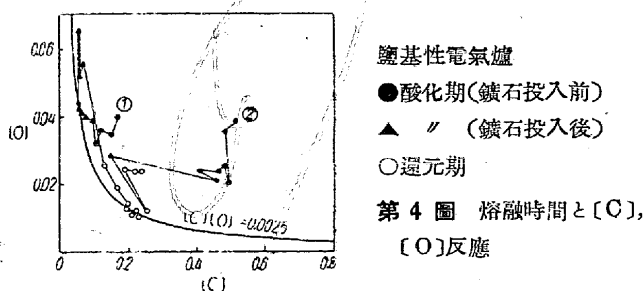 0.06
0.04
[O]
0.02
0
0.2
0.4
0.6
0.8
[C]
①
②
[C][O]=0.0025
鹽基性電氣爐
●酸化期(鑛石投入前)
▲ 〃 (鑛石投入後)
○還元期
第4圖 熔融時間と[C],
[O]反應